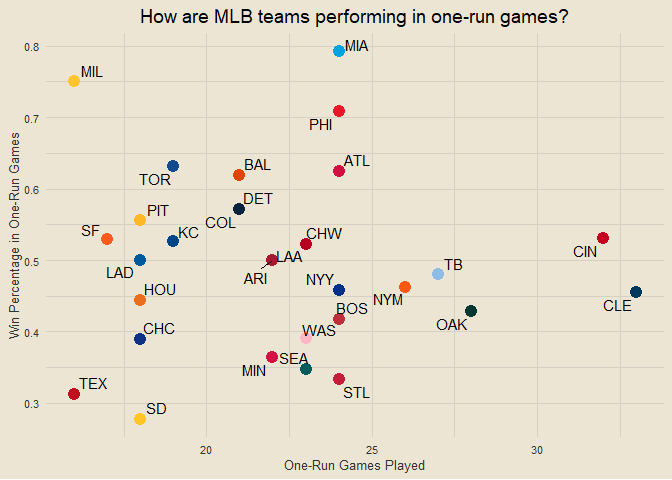 How are MLB teams performing in one-run games?
Win Percentage in One-Run Games
0.8
0.7
0.6
0.5
0.4
0.3
MIA
MIL
PHI
ATL
BAL
TOR
DET
PIT
COL
SF
KC
CHW
CIN
LAA
LAD
TB
ARI
NYY
HOU
NYM
CLE
BOS
OAK
CHC
WAS
SEA
MIN
TEX
STL
SD
20
25
30
One-Run Games Played